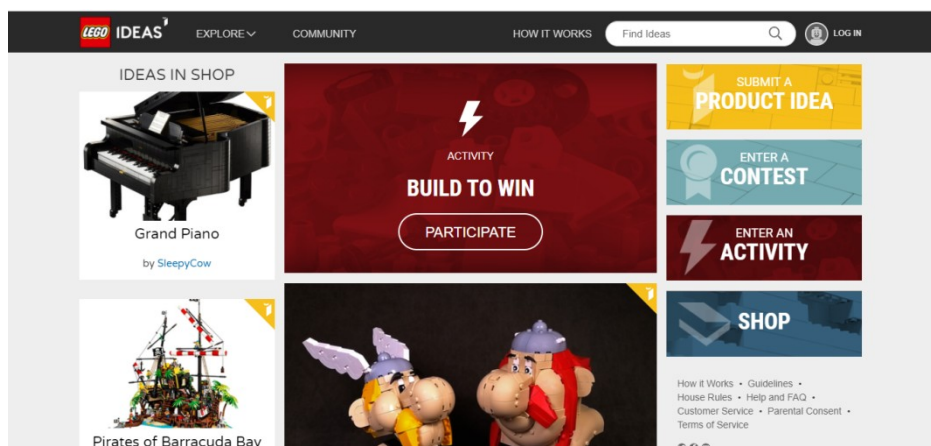 LEGO IDEAS EXPLORE COMMUNITY HOW IT WORKS Find Ideas LOG IN
IDEAS IN SHOP
Grand Piano
by SleepyCow
Pirates of Barracuda Bay
ACTIVITY
BUILD TO WIN
PARTICIPATE
SUBMIT A
PRODUCT IDEA
ENTER A
CONTEST
ENTER AN
ACTIVITY
SHOP
How it Works • Guidelines •
House Rules • Help and FAQ •
Customer Service • Parental Consent •
Terms of Service